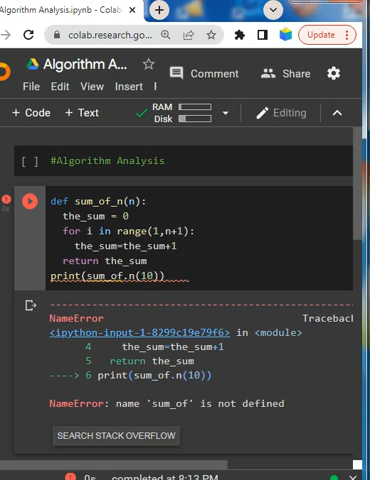 Algorithm Analysis.ipynb - Colab
colab.research.go...
Update
Algorithm A...
Comment
Share
File Edit View Insert
+ Code + Text
RAM
Disk
Editing
[ ] #Algorithm Analysis
def sum_of_n(n):
the_sum = 0
for i in range(1,n+1):
the_sum=the_sum+1
return the_sum
print(sum_of.n(10))
0s
NameError Traceback
<ipython-input-1-8299c19e79f6> in <module>
4 the_sum=the_sum+1
5 return the_sum
----> 6 print(sum_of.n(10))
NameError: name 'sum_of' is not defined
SEARCH STACK OVERFLOW
0s completed at 8:13 PM